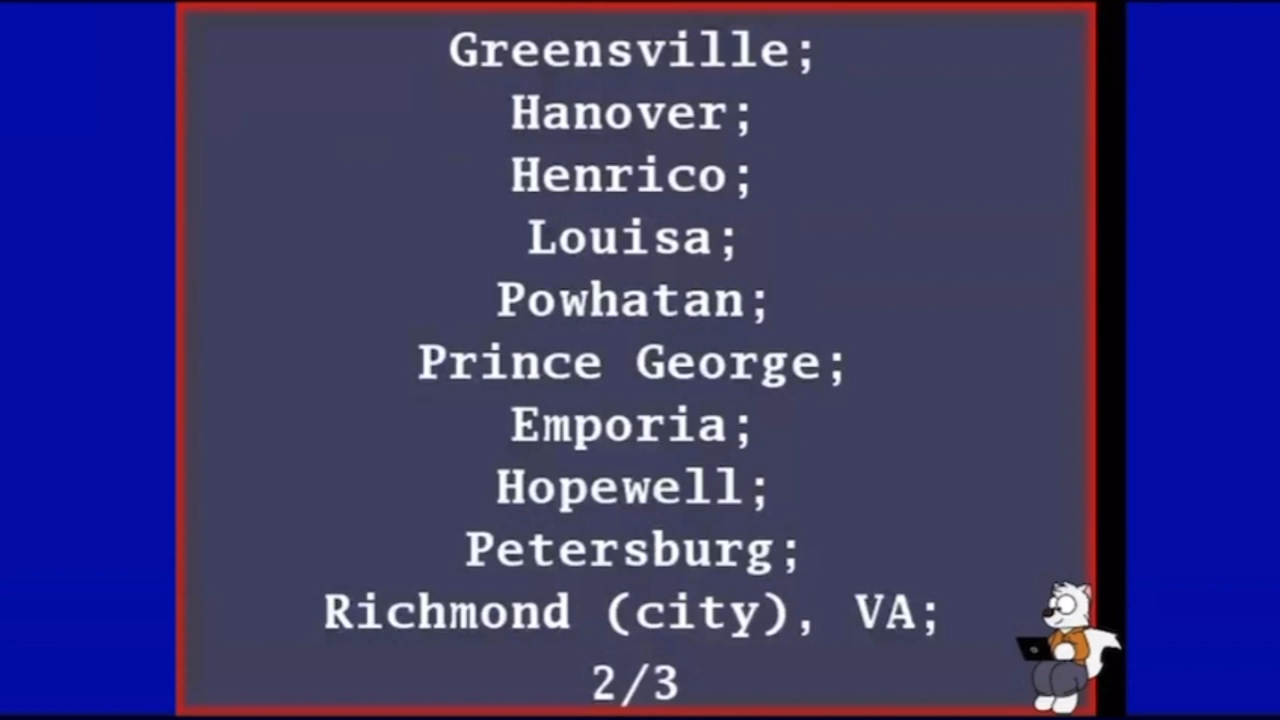 Greensville;
Hanover;
Henrico;
Louisa;
Powhatan;
Prince George;
Emporia;
Hopewell;
Petersburg;
Richmond (city), VA;
2/3